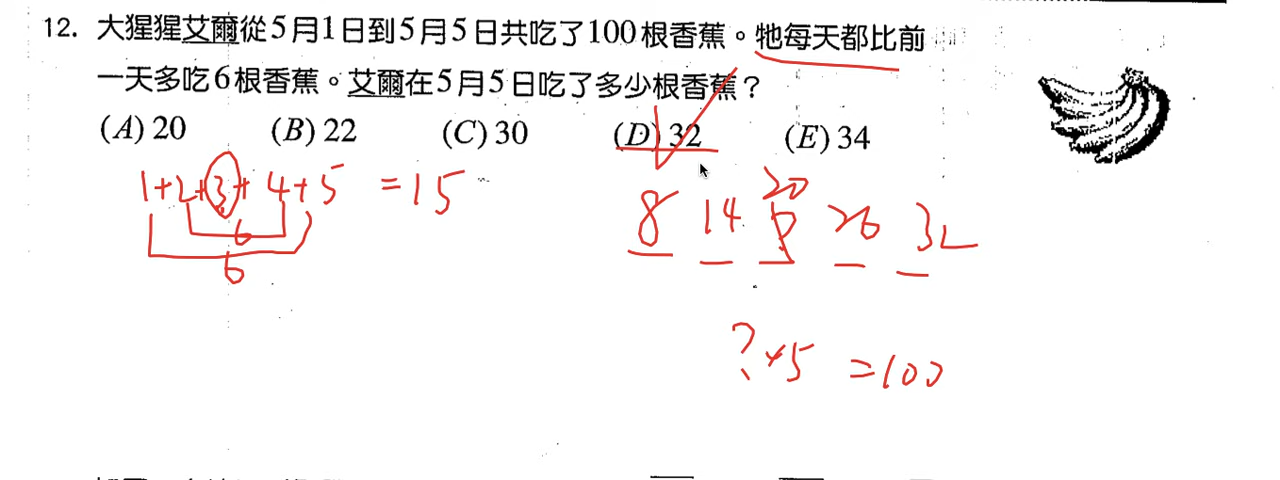 12. 大猩猩艾爾從5月1日到5月5日共吃了100根香蕉。牠每天都比前
一天多吃6根香蕉。艾爾在5月5日吃了多少根香蕉？
(A) 20 (B) 22 (C) 30 (D) 32 (E) 34
1+2+3+4+5 =15
6
6
8 14 20 26 32
?×5 =100